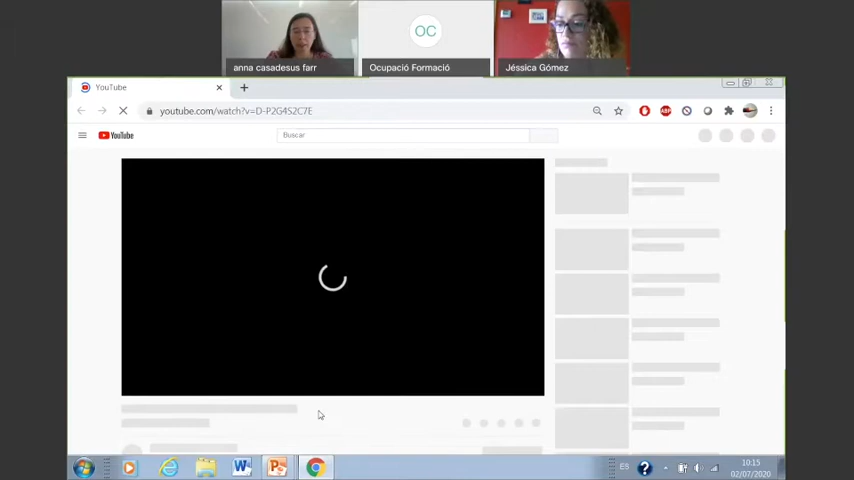 OC
anna casadesus farr
Ocupació Formació
Jéssica Gómez
YouTube
youtube.com/watch?v=D-P2G4S2C7E
ABP
YouTube
Buscar
ES
10:15
02/07/2020